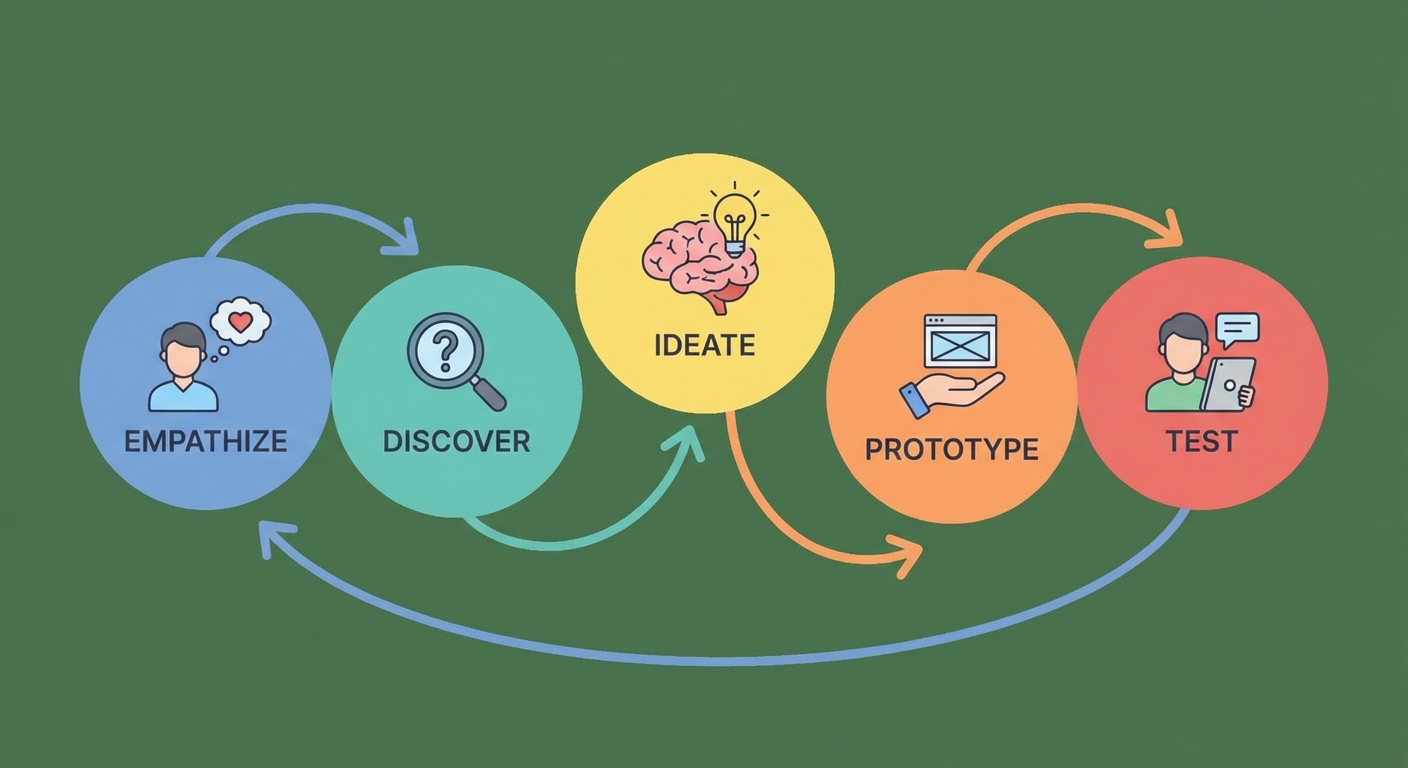 EMPATHIZE
DISCOVER
IDEATE
PROTOTYPE
TEST